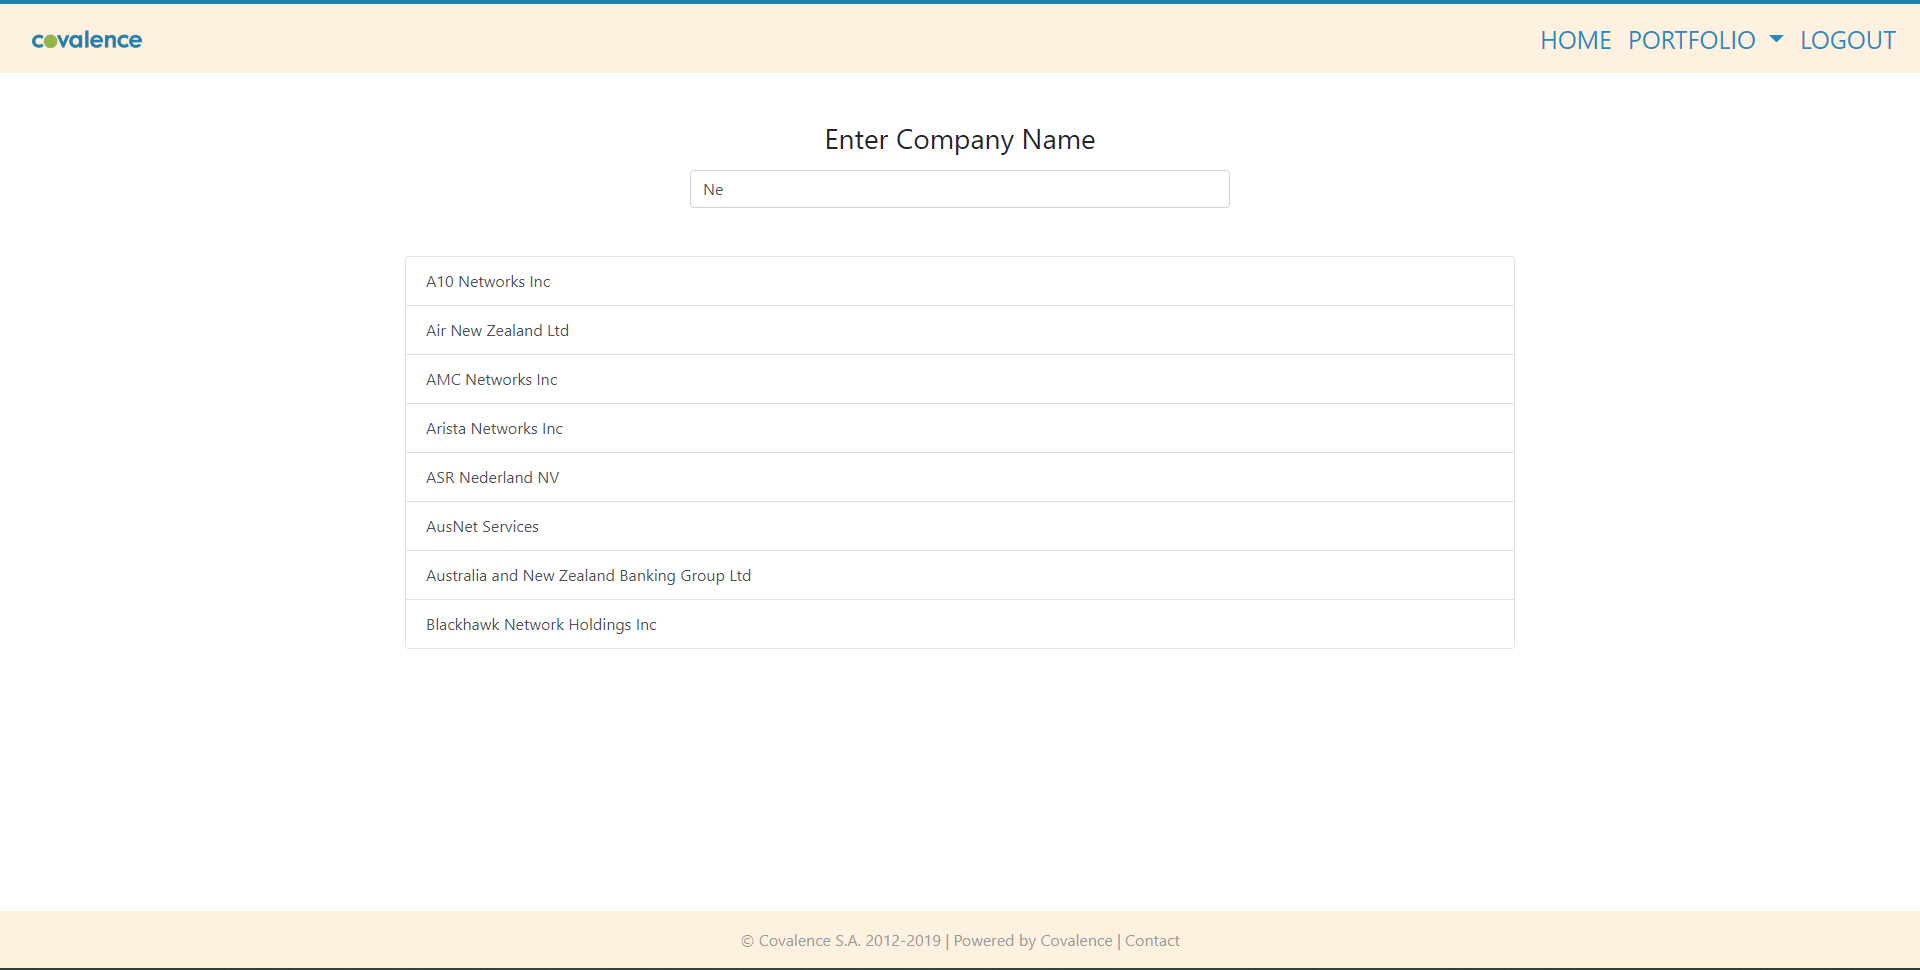 covalence
HOME PORTFOLIO LOGOUT
Enter Company Name
Ne
A10 Networks Inc
Air New Zealand Ltd
AMC Networks Inc
Arista Networks Inc
ASR Nederland NV
AusNet Services
Australia and New Zealand Banking Group Ltd
Blackhawk Network Holdings Inc
© Covalence S.A. 2012-2019 | Powered by Covalence | Contact